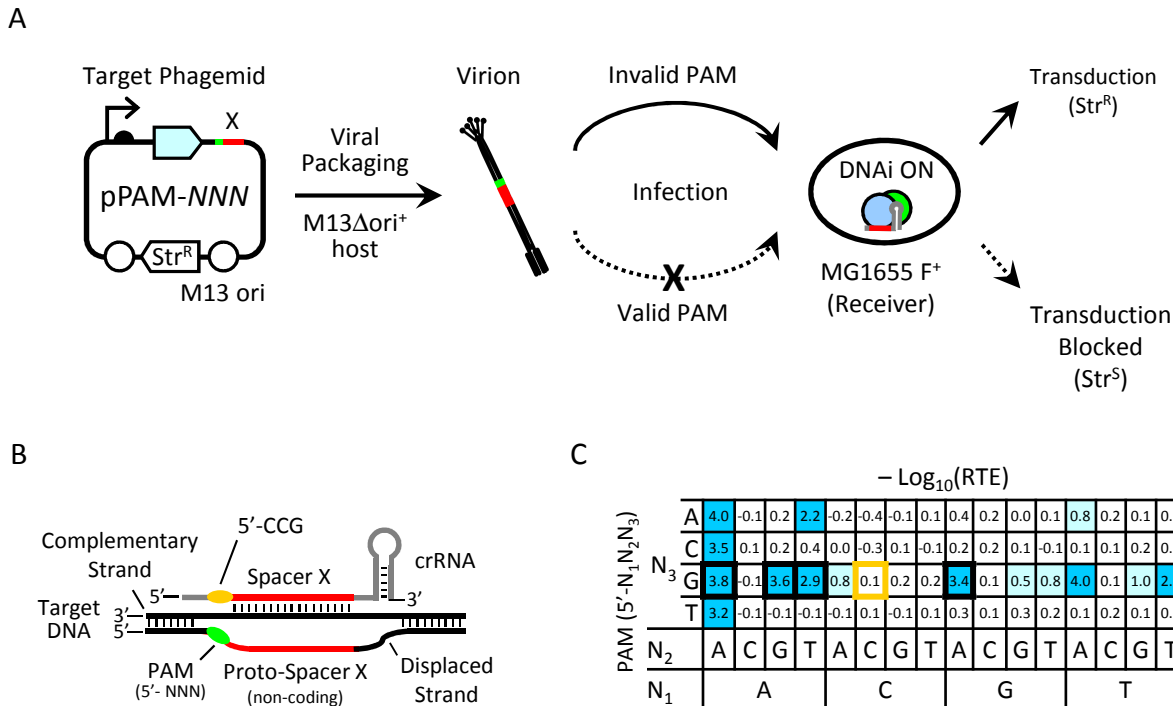 A
Target Phagemid
X
pPAM-NNN
Str^R
M13 ori
Viral
Packaging
M13Δori⁺
host
Virion
Invalid PAM
Infection
Valid PAM
X
DNAi ON
MG1655 F⁺
(Receiver)
Transduction
(Str^R)
Transduction
Blocked
(Str^S)
B
5’-CCG
Complementary
Strand
Spacer X
crRNA
3’
5’
Target
DNA
3’
5’
PAM
(5’- NNN)
Proto-Spacer X
(non-coding)
Displaced
Strand
C
– Log₁₀(RTE)
PAM (5’-N₁N₂N₃)
N₃
A 4.0 -0.1 0.2 2.2 -0.2 -0.4 -0.1 0.1 0.4 0.2 0.0 0.1 0.8 0.1 0.1
C 3.5 0.1 0.2 0.4 0.0 -0.3 0.1 -0.1 0.2 0.2 0.1 0.1 0.2 0.1 0.2
G 3.8 -0.1 3.6 2.9 0.8 0.1 0.2 0.2 3.4 0.1 0.5 0.8 4.0 0.1 1.0
T 3.2 -0.1 -0.1 -0.1 -0.1 0.1 -0.1 -0.1 0.3 0.1 0.3 0.2 0.1 0.2 0.1
N₂ A C G T A C G T A C G T A C G T
N₁ A C G T